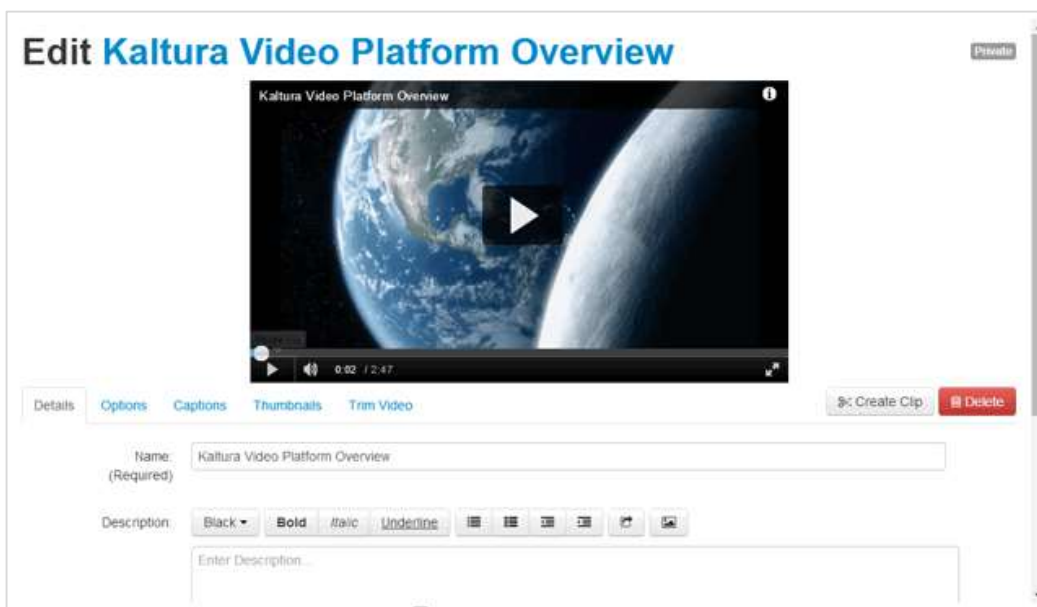 Edit Kaltura Video Platform Overview
Private
Kaltura Video Platform Overview
0:02 / 2:47
Details Options Captions Thumbnails Trim Video Create Clip Delete
Name: Kaltura Video Platform Overview
(Required)
Description: Black Bold Italic Underline
Enter Description...